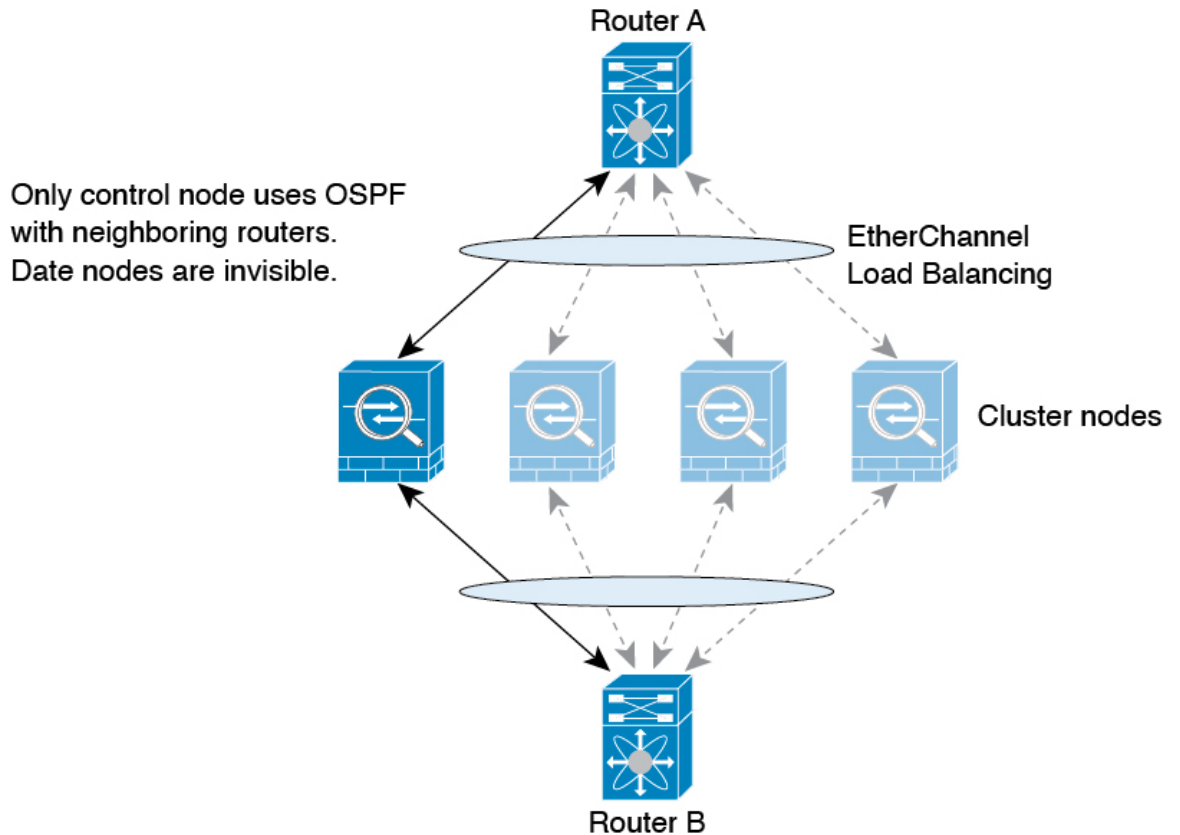 Router A
Only control node uses OSPF
with neighboring routers.
Date nodes are invisible.
EtherChannel
Load Balancing
Cluster nodes
Router B